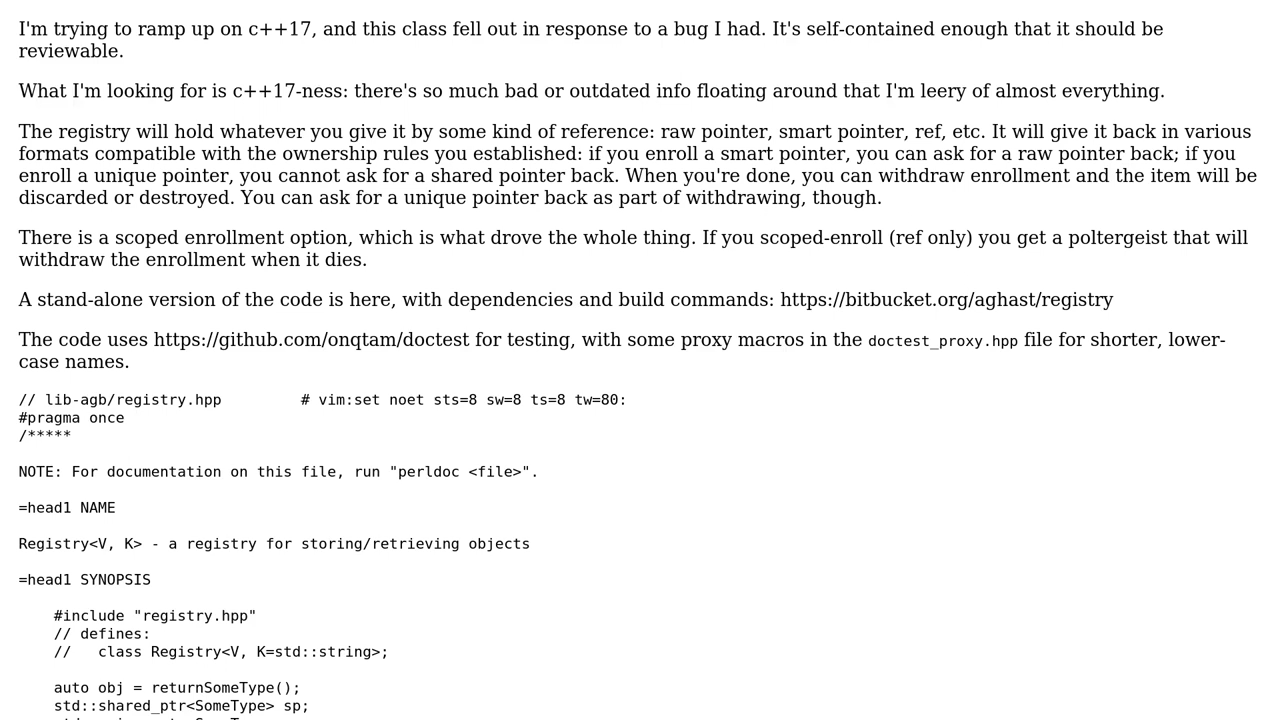 I'm trying to ramp up on c++17, and this class fell out in response to a bug I had. It's self-contained enough that it should be
reviewable.
What I'm looking for is c++17-ness: there's so much bad or outdated info floating around that I'm leery of almost everything.
The registry will hold whatever you give it by some kind of reference: raw pointer, smart pointer, ref, etc. It will give it back in various
formats compatible with the ownership rules you established: if you enroll a smart pointer, you can ask for a raw pointer back; if you
enroll a unique pointer, you cannot ask for a shared pointer back. When you're done, you can withdraw enrollment and the item will be
discarded or destroyed. You can ask for a unique pointer back as part of withdrawing, though.
There is a scoped enrollment option, which is what drove the whole thing. If you scoped-enroll (ref only) you get a poltergeist that will
withdraw the enrollment when it dies.
A stand-alone version of the code is here, with dependencies and build commands: https://bitbucket.org/aghast/registry
The code uses https://github.com/onqtam/doctest for testing, with some proxy macros in the doctest_proxy.hpp file for shorter, lower-
case names.
// lib-agb/registry.hpp         # vim:set noet sts=8 sw=8 ts=8 tw=80:
#pragma once
/*****
NOTE: For documentation on this file, run "perldoc <file>".
=head1 NAME
Registry<V, K> - a registry for storing/retrieving objects
=head1 SYNOPSIS
    #include "registry.hpp"
    // defines:
    //   class Registry<V, K=std::string>;
    auto obj = returnSomeType();
    std::shared_ptr<SomeType> sp;